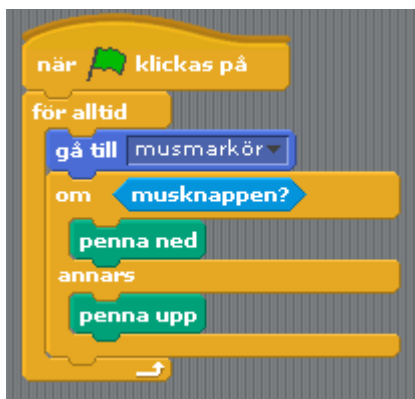 när klickas på
för alltid
gå till musmarkör
om musknappen?
penna ned
annars
penna upp